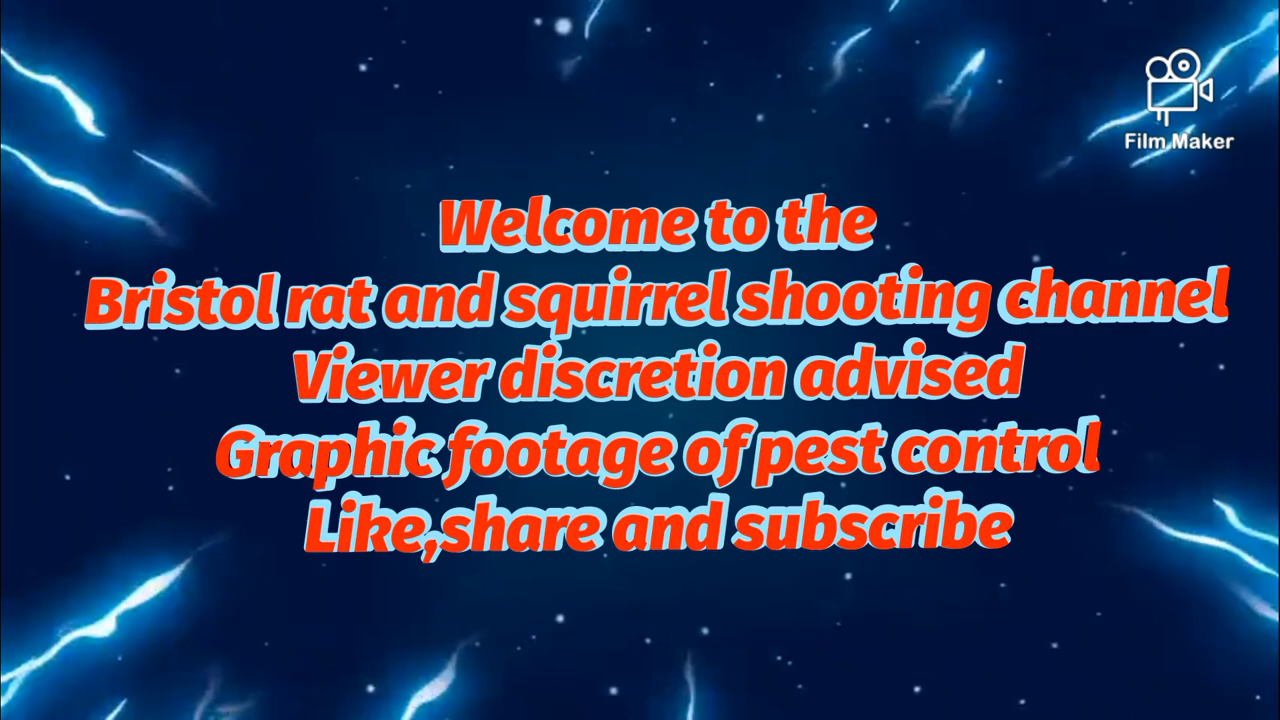 Film Maker
Welcome to the
Bristol rat and squirrel shooting channel
Viewer discretion advised
Graphic footage of pest control
Like,share and subscribe